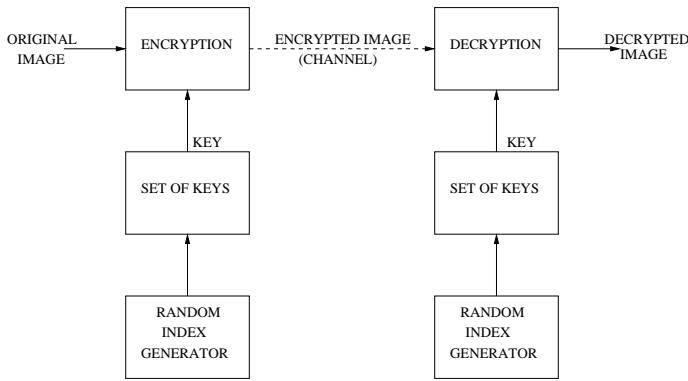 ORIGINAL
IMAGE
ENCRYPTION
ENCRYPTED IMAGE
(CHANNEL)
DECRYPTION
DECRYPTED
IMAGE
KEY
KEY
SET OF KEYS
SET OF KEYS
RANDOM
INDEX
GENERATOR
RANDOM
INDEX
GENERATOR